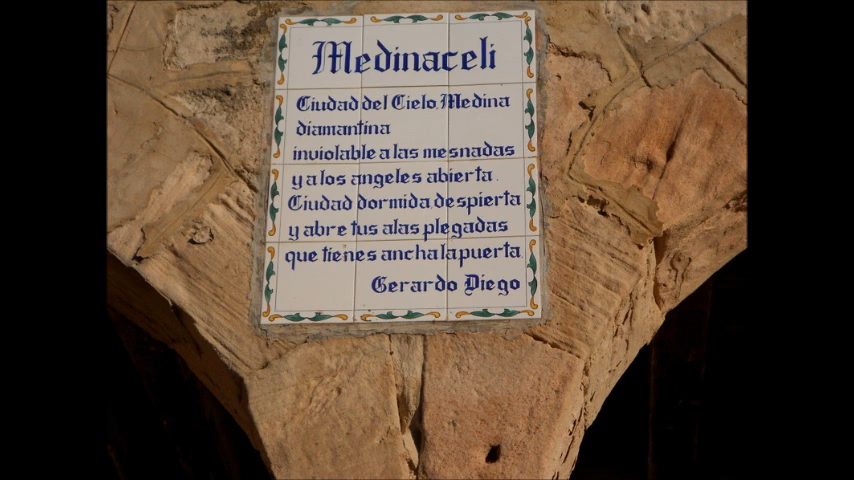 Medinaceli
Ciudad del Cielo, Medina
diamantina
inviolable a las mesnadas
y a los angeles abierta.
Ciudad dormida, despierta
y abre tus alas plegadas
que tienes ancha la puerta.
Gerardo Diego